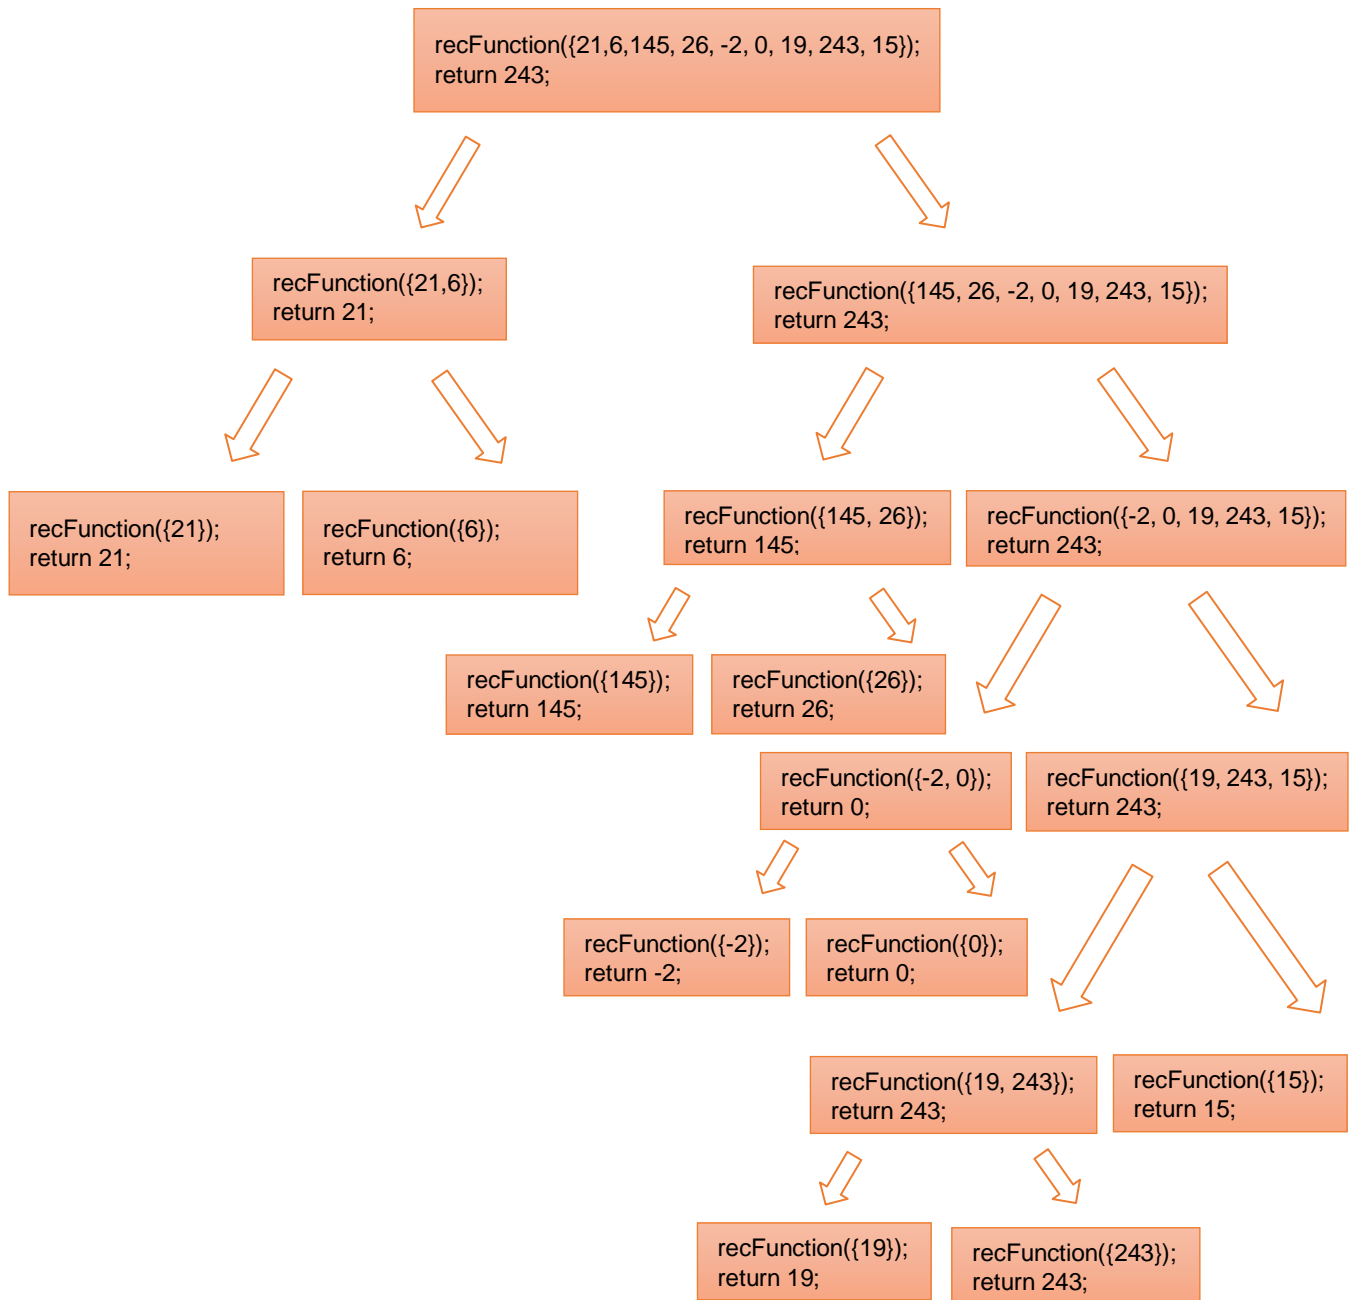 recFunction({21,6,145, 26, -2, 0, 19, 243, 15});
return 243;
recFunction({21,6});
return 21;
recFunction({145, 26, -2, 0, 19, 243, 15});
return 243;
recFunction({21});
return 21;
recFunction({6});
return 6;
recFunction({145, 26});
return 145;
recFunction({-2, 0, 19, 243, 15});
return 243;
recFunction({145});
return 145;
recFunction({26});
return 26;
recFunction({-2, 0});
return 0;
recFunction({19, 243, 15});
return 243;
recFunction({-2});
return -2;
recFunction({0});
return 0;
recFunction({19, 243});
return 243;
recFunction({15});
return 15;
recFunction({19});
return 19;
recFunction({243});
return 243;